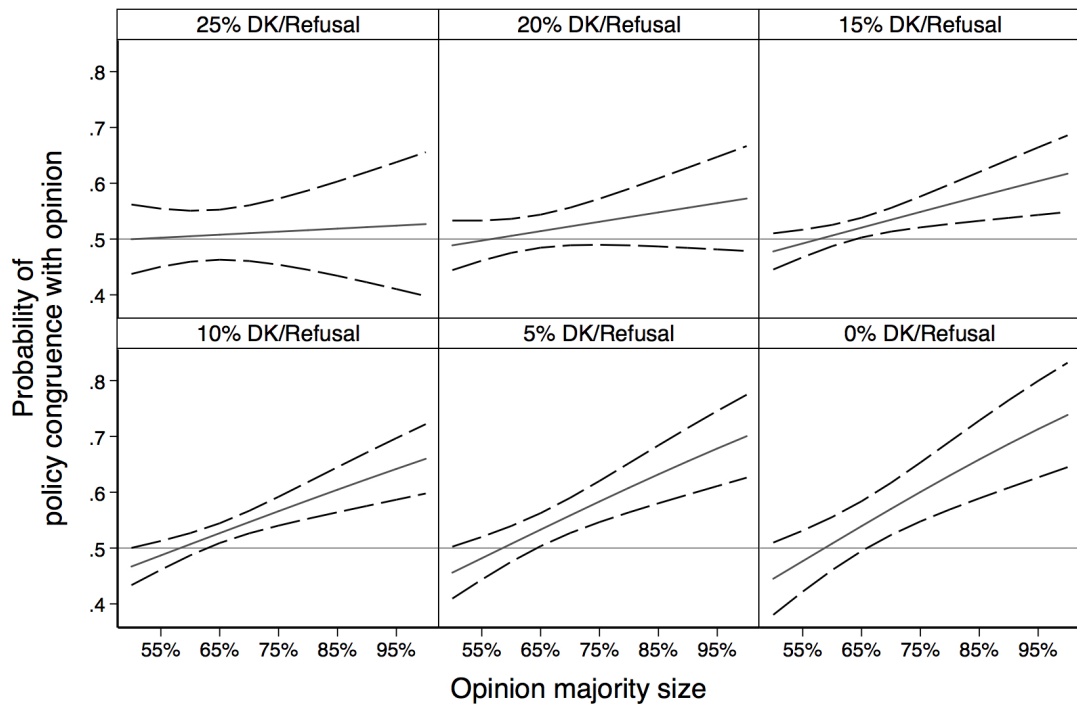 25% DK/Refusal
20% DK/Refusal
15% DK/Refusal
.8
.7
.6
.5
.4
10% DK/Refusal
5% DK/Refusal
0% DK/Refusal
.8
.7
.6
.5
.4
Probability of
policy congruence with opinion
55% 65% 75% 85% 95%
55% 65% 75% 85% 95%
55% 65% 75% 85% 95%
Opinion majority size